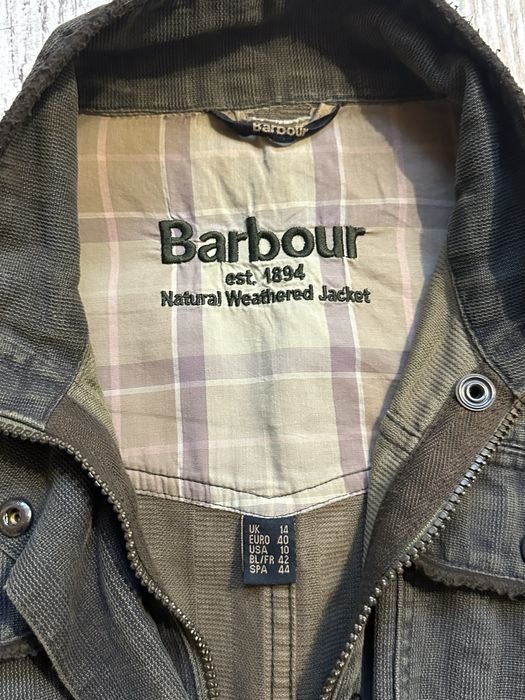 Barbour
Barbour
est. 1894
Natural Weathered Jacket
UK 14
EURO 40
USA 10
BL/FR 42
SPA 44